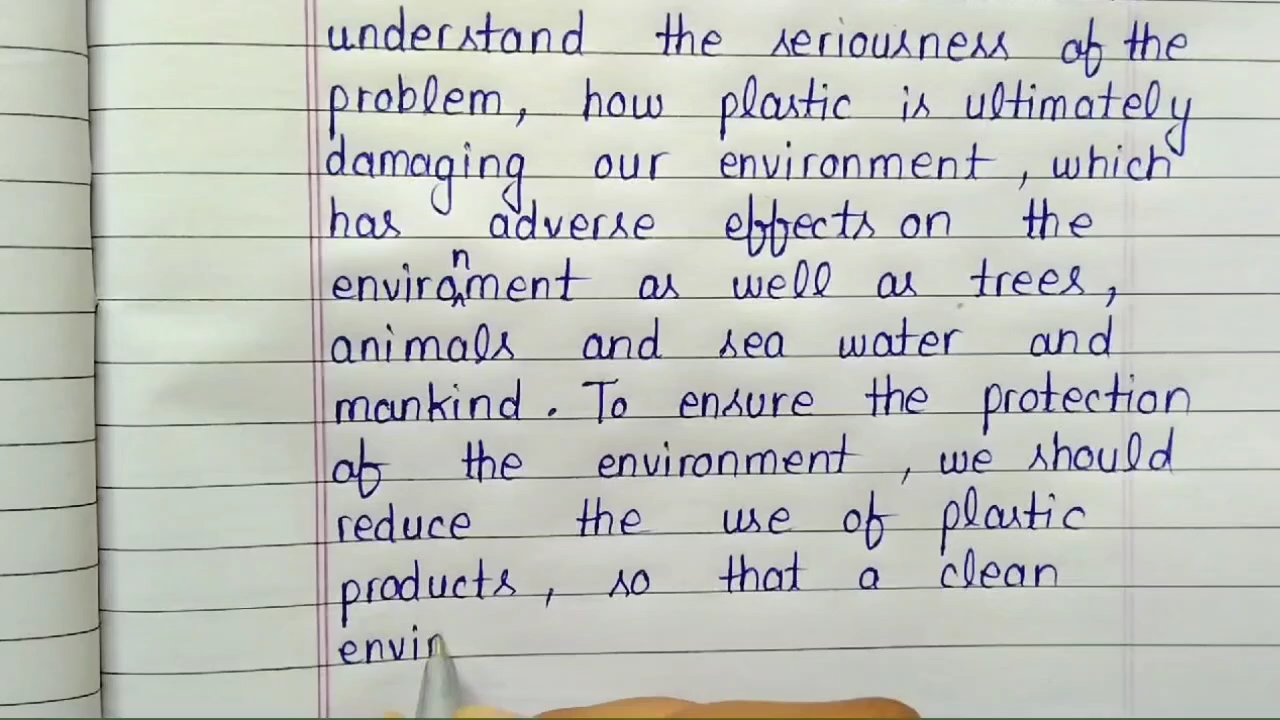 understand the seriousness of the
problem, how plastic is ultimately
damaging our environment, which
has adverse effects on the
environment as well as trees,
animals and sea water and
mankind. To ensure the protection
of the environment, we should
reduce the use of plastic
products, so that a clean
envir